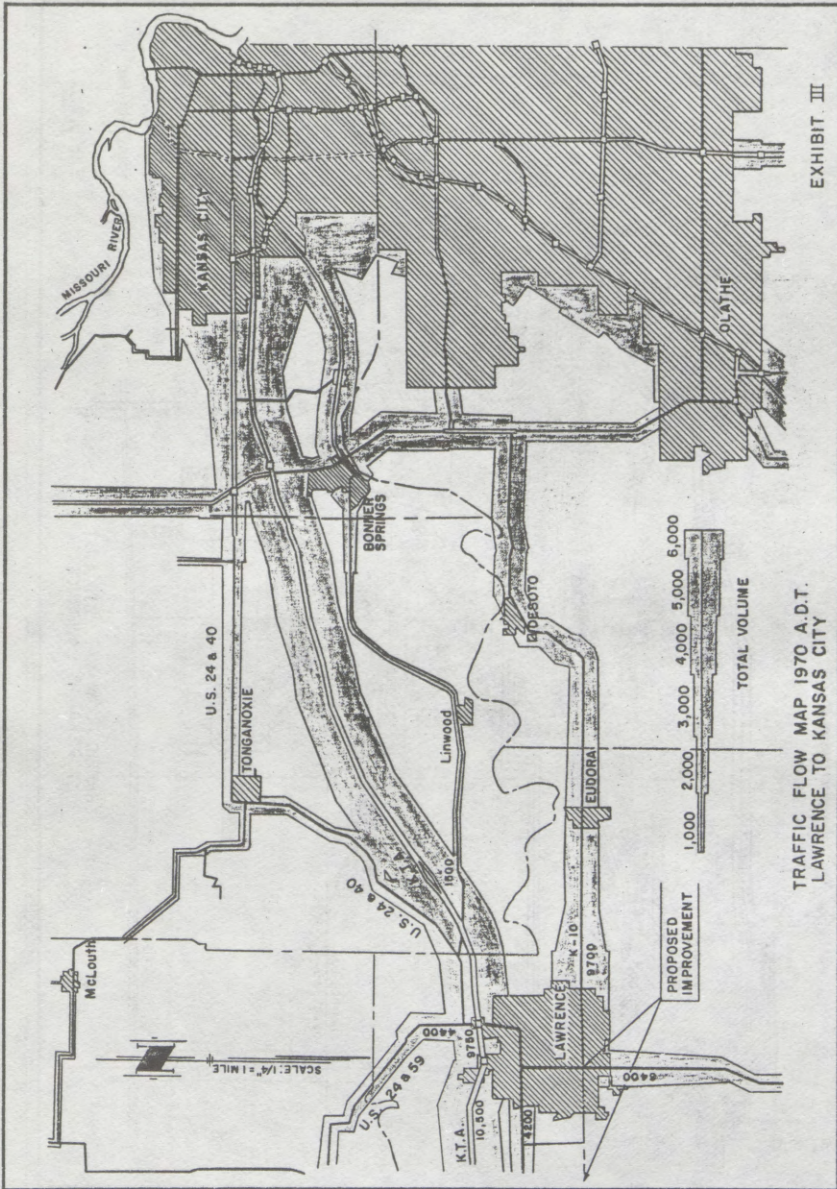 MISSOURI RIVER
KANSAS CITY
U.S. 24 & 40
TONGANOXIE
McLouth
BONNER
SPRINGS
Linwood
K.T.A.
U.S. 24 & 40
1500
DESOTO
OLATHE
EUDORA
K-10
9700
LAWRENCE
U.S. 24 & 59
4400
9750
K.T.A.
10,500
4200
6400
SCALE: 1/4" = 1 MILE
N
PROPOSED
IMPROVEMENT
1,000 2,000 3,000 4,000 5,000 6,000
TOTAL VOLUME
TRAFFIC FLOW MAP 1970 A.D.T.
LAWRENCE TO KANSAS CITY
EXHIBIT III